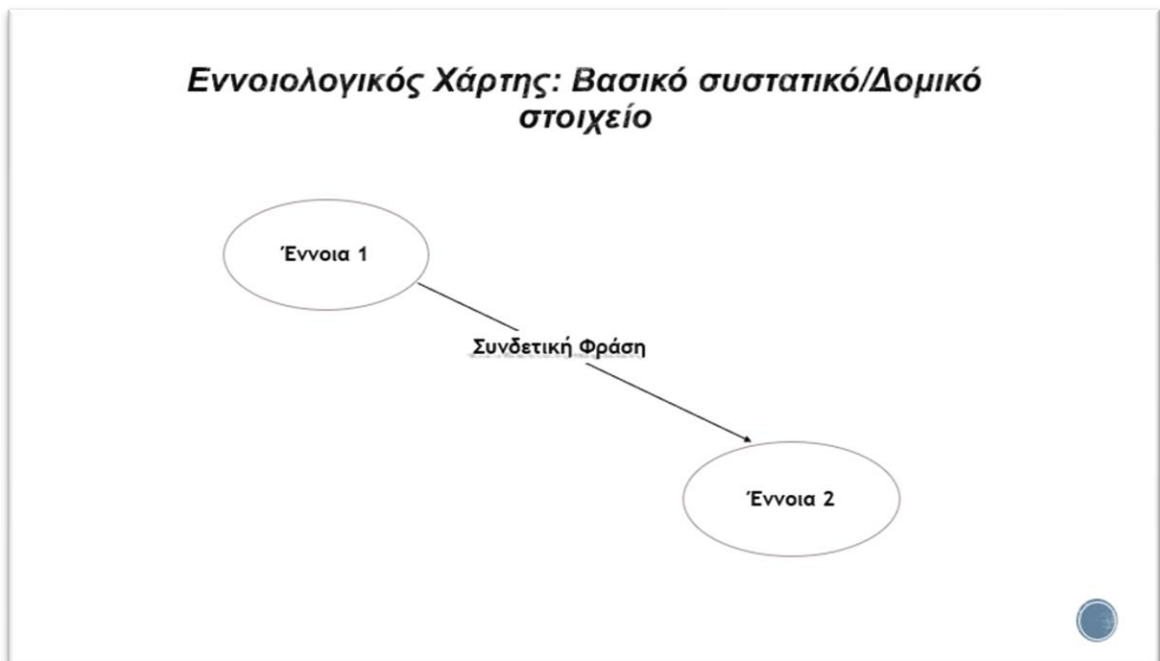 Εννοιολογικός Χάρτης: Βασικό συστατικό/Δομικό
στοιχείο
Έννοια 1
Συνδετική Φράση
Έννοια 2